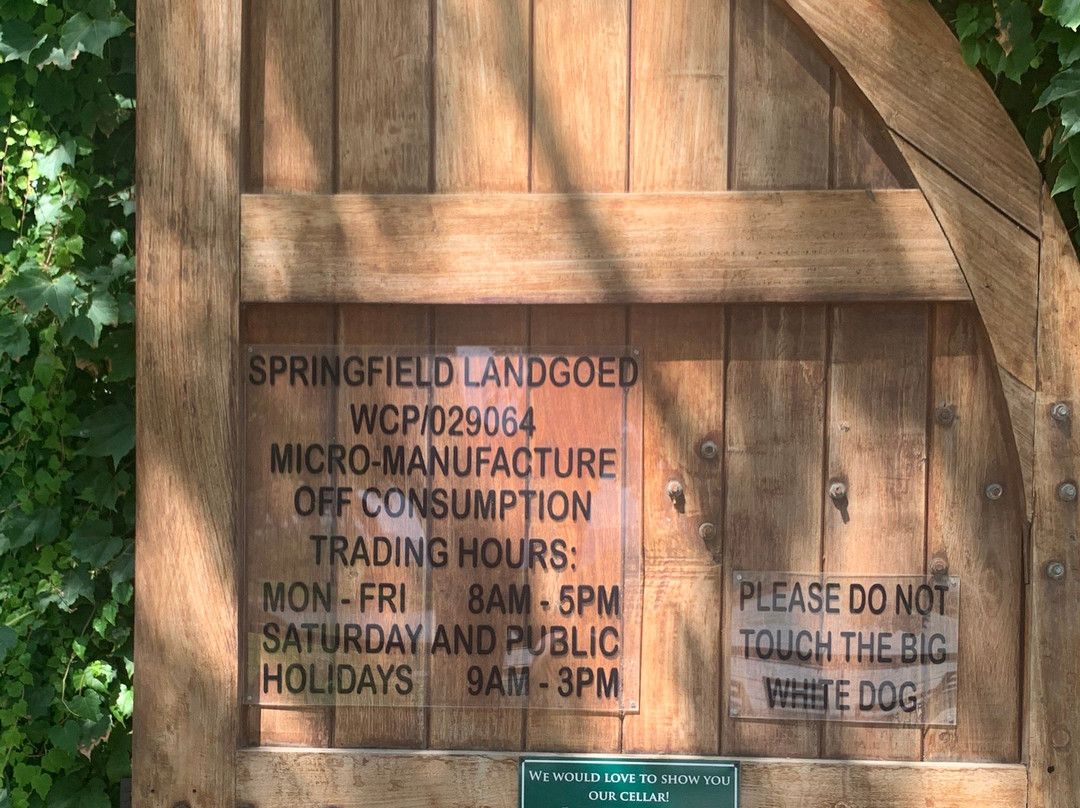 SPRINGFIELD LANDGOED
WCP/029064
MICRO-MANUFACTURE
OFF CONSUMPTION
TRADING HOURS:
MON - FRI 8AM - 5PM
SATURDAY AND PUBLIC
HOLIDAYS 9AM - 3PM
PLEASE DO NOT
TOUCH THE BIG
WHITE DOG
WE WOULD LOVE TO SHOW YOU
OUR CELLAR!